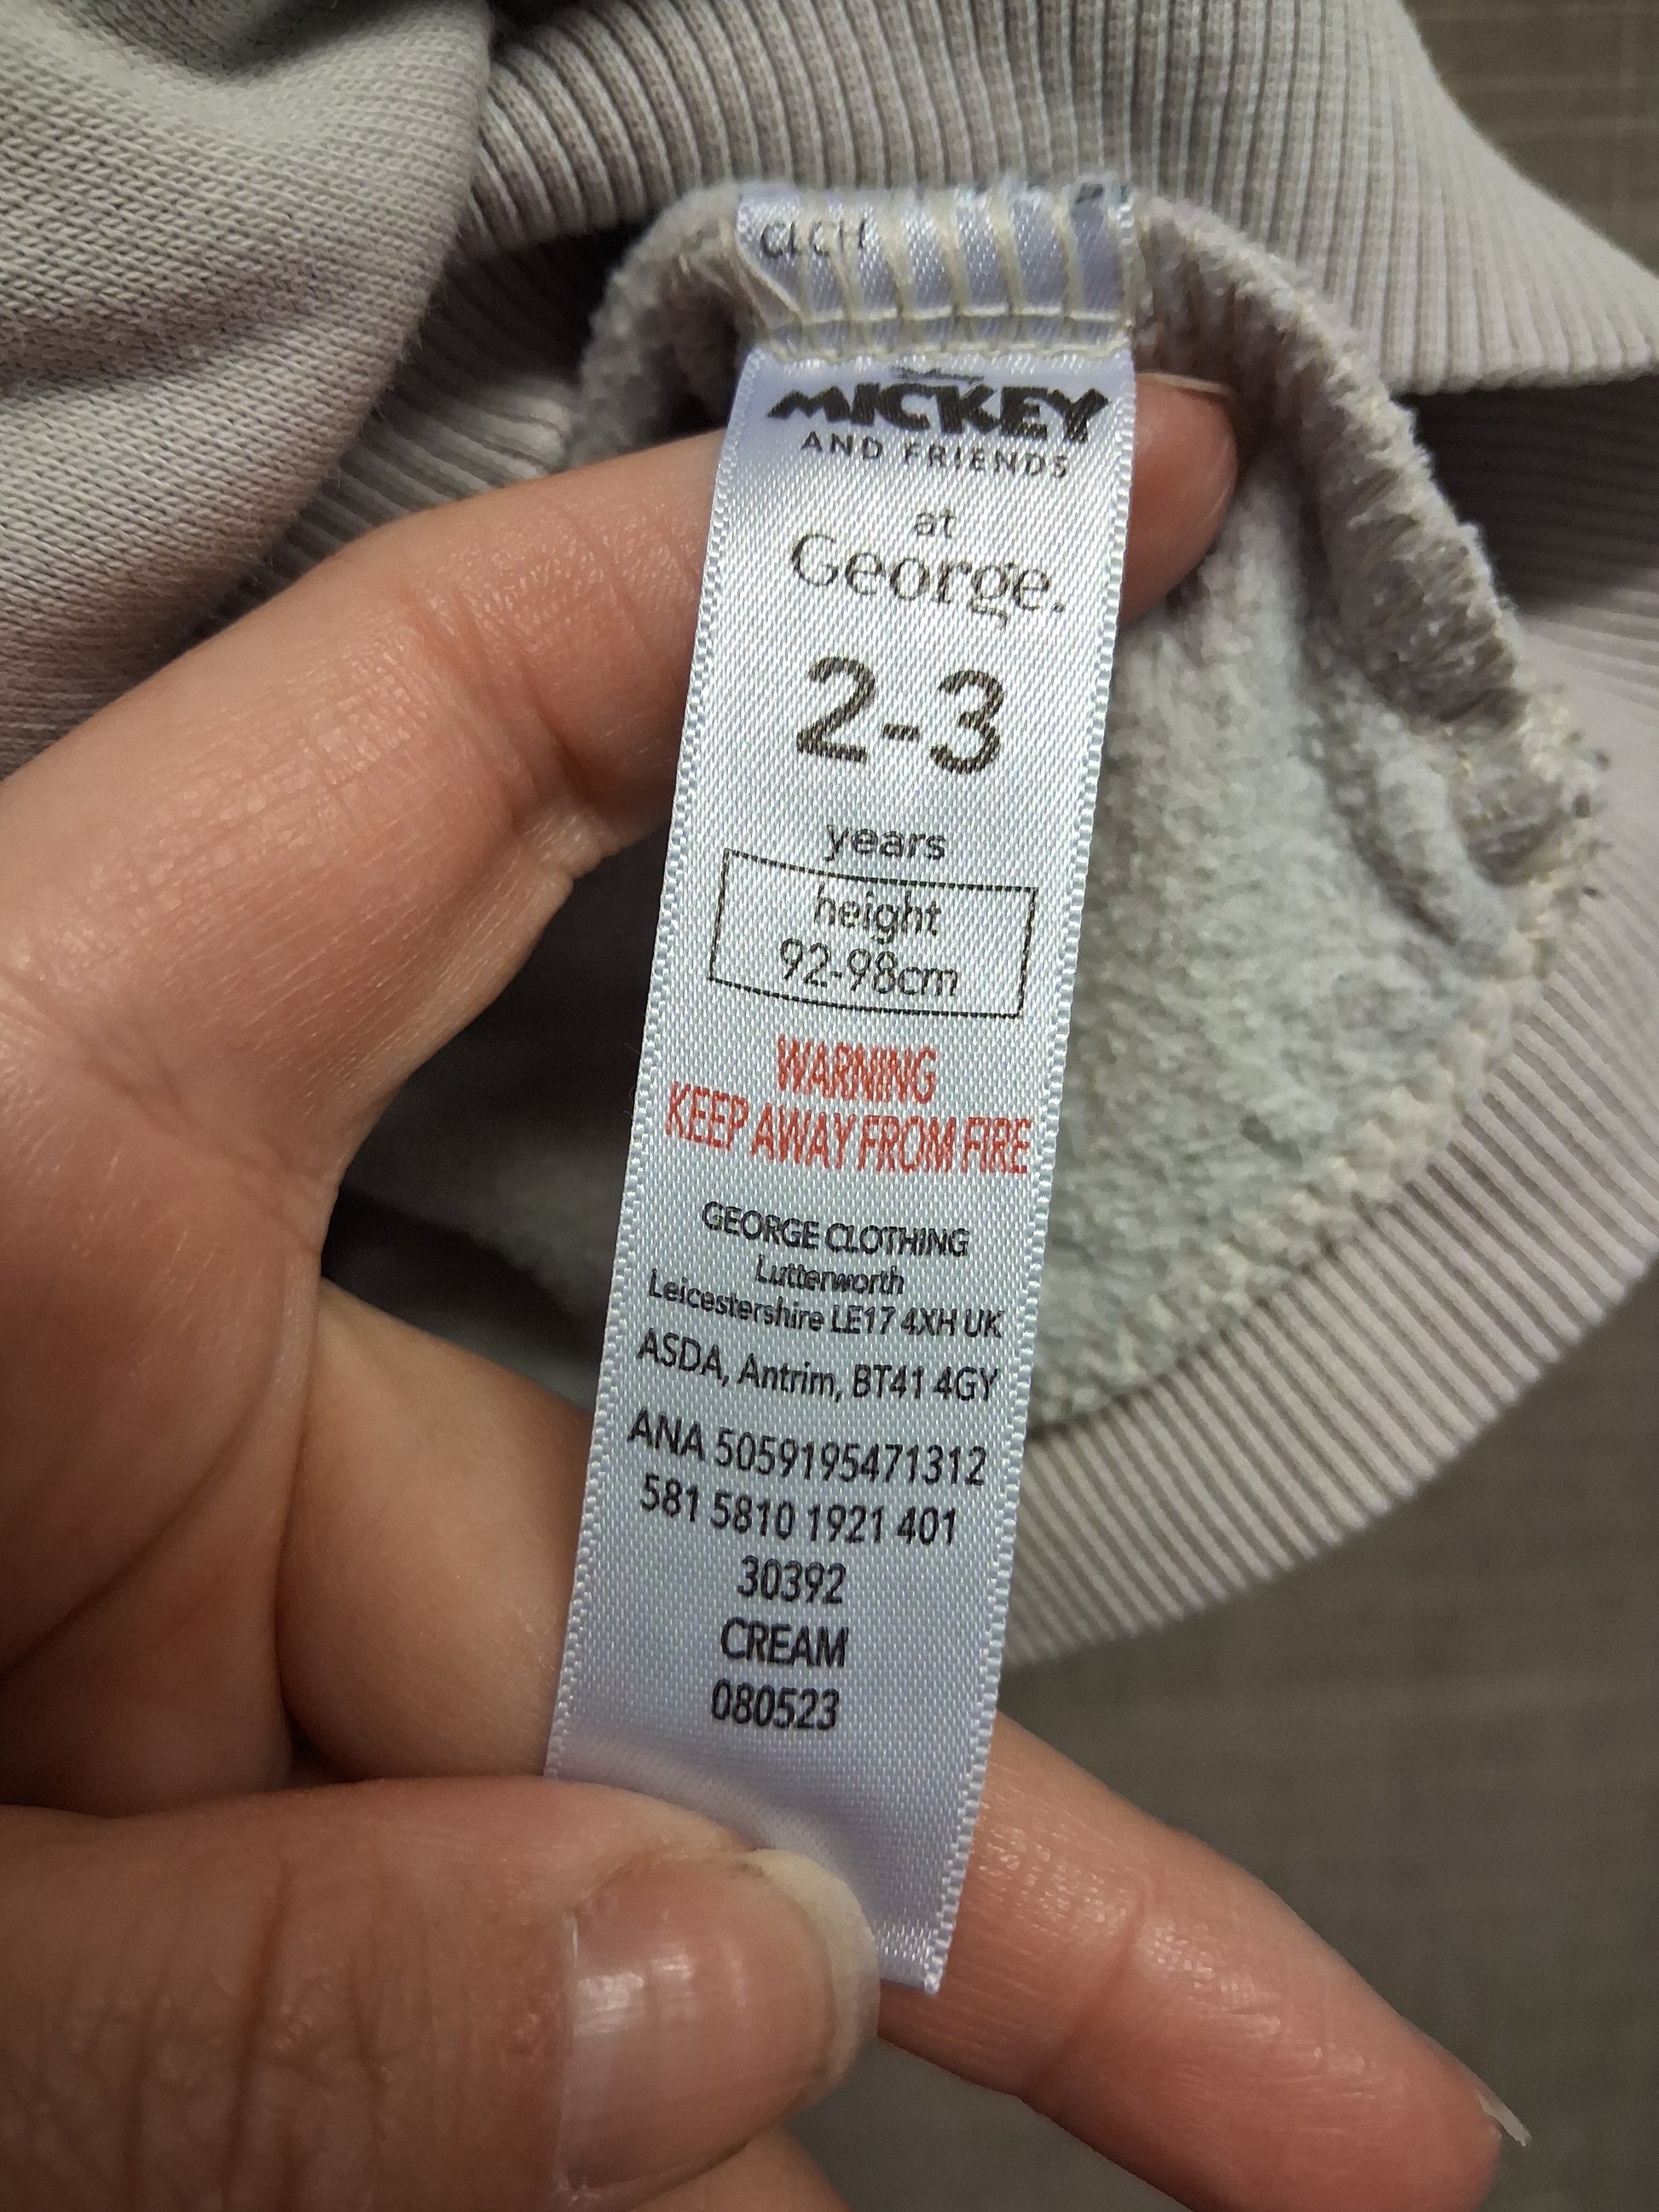 Disney
MICKEY
AND FRIENDS
at
George.
2-3
years
height
92-98cm
WARNING
KEEP AWAY FROM FIRE
GEORGE CLOTHING
Lutterworth
Leicestershire LE17 4XH UK
ASDA, Antrim, BT41 4GY
ANA 5059195471312
581 5810 1921 401
30392
CREAM
080523